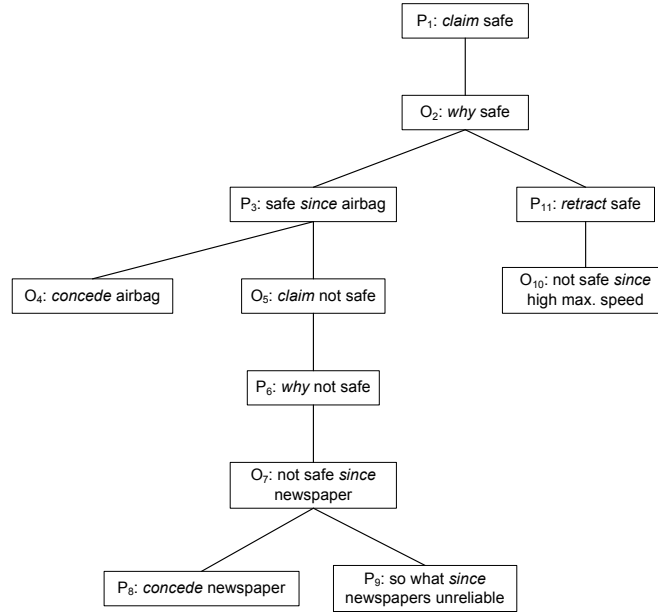 P₁: claim safe
O₂: why safe
P₃: safe since airbag
P₁₁: retract safe
O₄: concede airbag
O₅: claim not safe
O₁₀: not safe since
high max. speed
P₆: why not safe
O₇: not safe since
newspaper
P₈: concede newspaper
P₉: so what since
newspapers unreliable